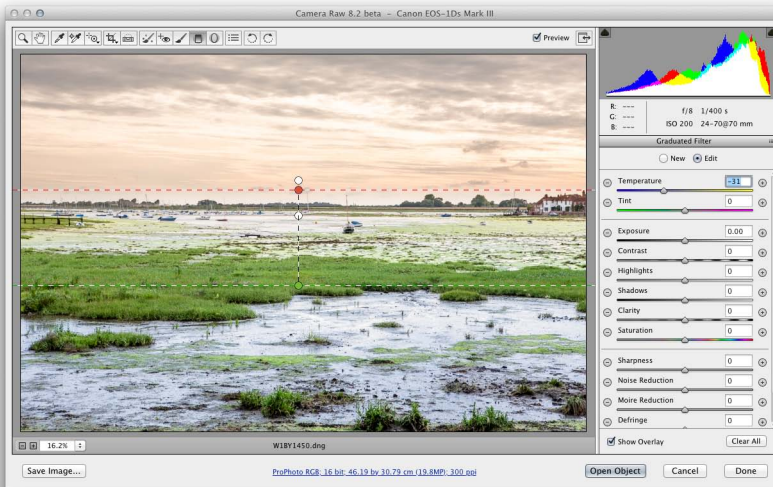 Camera Raw 8.2 beta - Canon EOS-1Ds Mark III
Preview
R: ---
G: ---
B: ---
f/8 1/400 s
ISO 200 24-70@70 mm
Graduated Filter
New Edit
Temperature -31
Tint 0
Exposure 0.00
Contrast 0
Highlights 0
Shadows 0
Clarity 0
Saturation 0
Sharpness 0
Noise Reduction 0
Moire Reduction 0
Defringe 0
16.2% W1BY1450.dng
Show Overlay Clear All
Save Image... ProPhoto RGB; 16 bit; 46.19 by 30.79 cm (19.8MP); 300 ppi Open Object Cancel Done